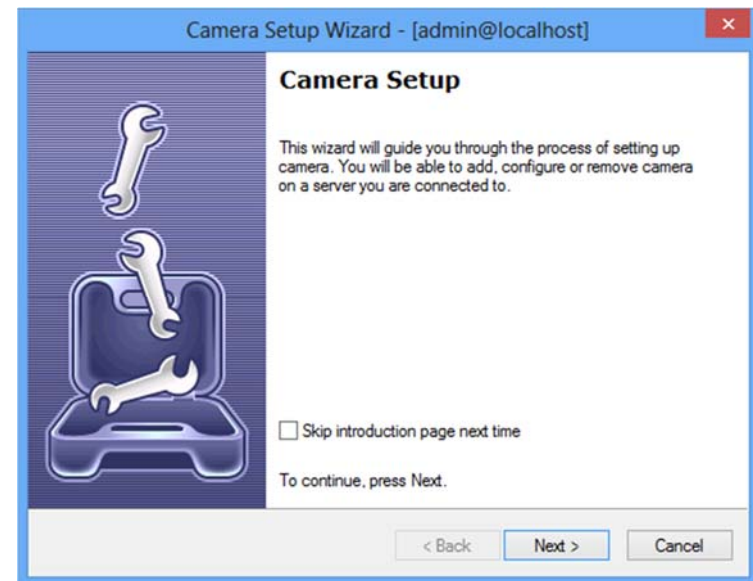 Camera Setup Wizard - [admin@localhost]
Camera Setup
This wizard will guide you through the process of setting up
camera. You will be able to add, configure or remove camera
on a server you are connected to.
Skip introduction page next time
To continue, press Next.
< Back Next > Cancel